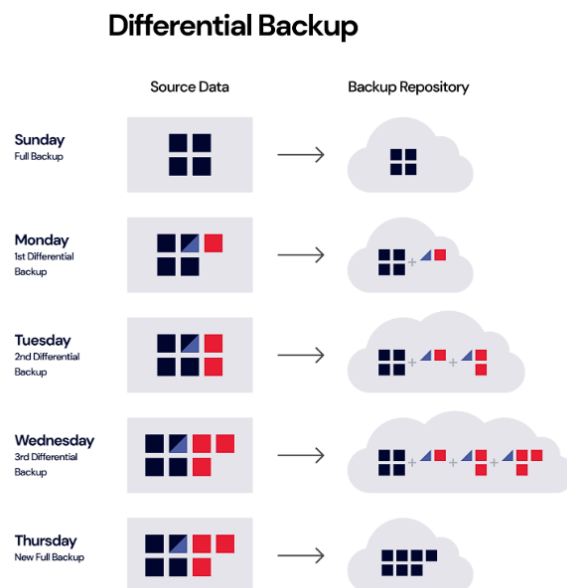 Differential Backup
Source Data
Backup Repository
Sunday
Full Backup
Monday
1st Differential
Backup
+
Tuesday
2nd Differential
Backup
+ +
Wednesday
3rd Differential
Backup
+ + +
Thursday
New Full Backup